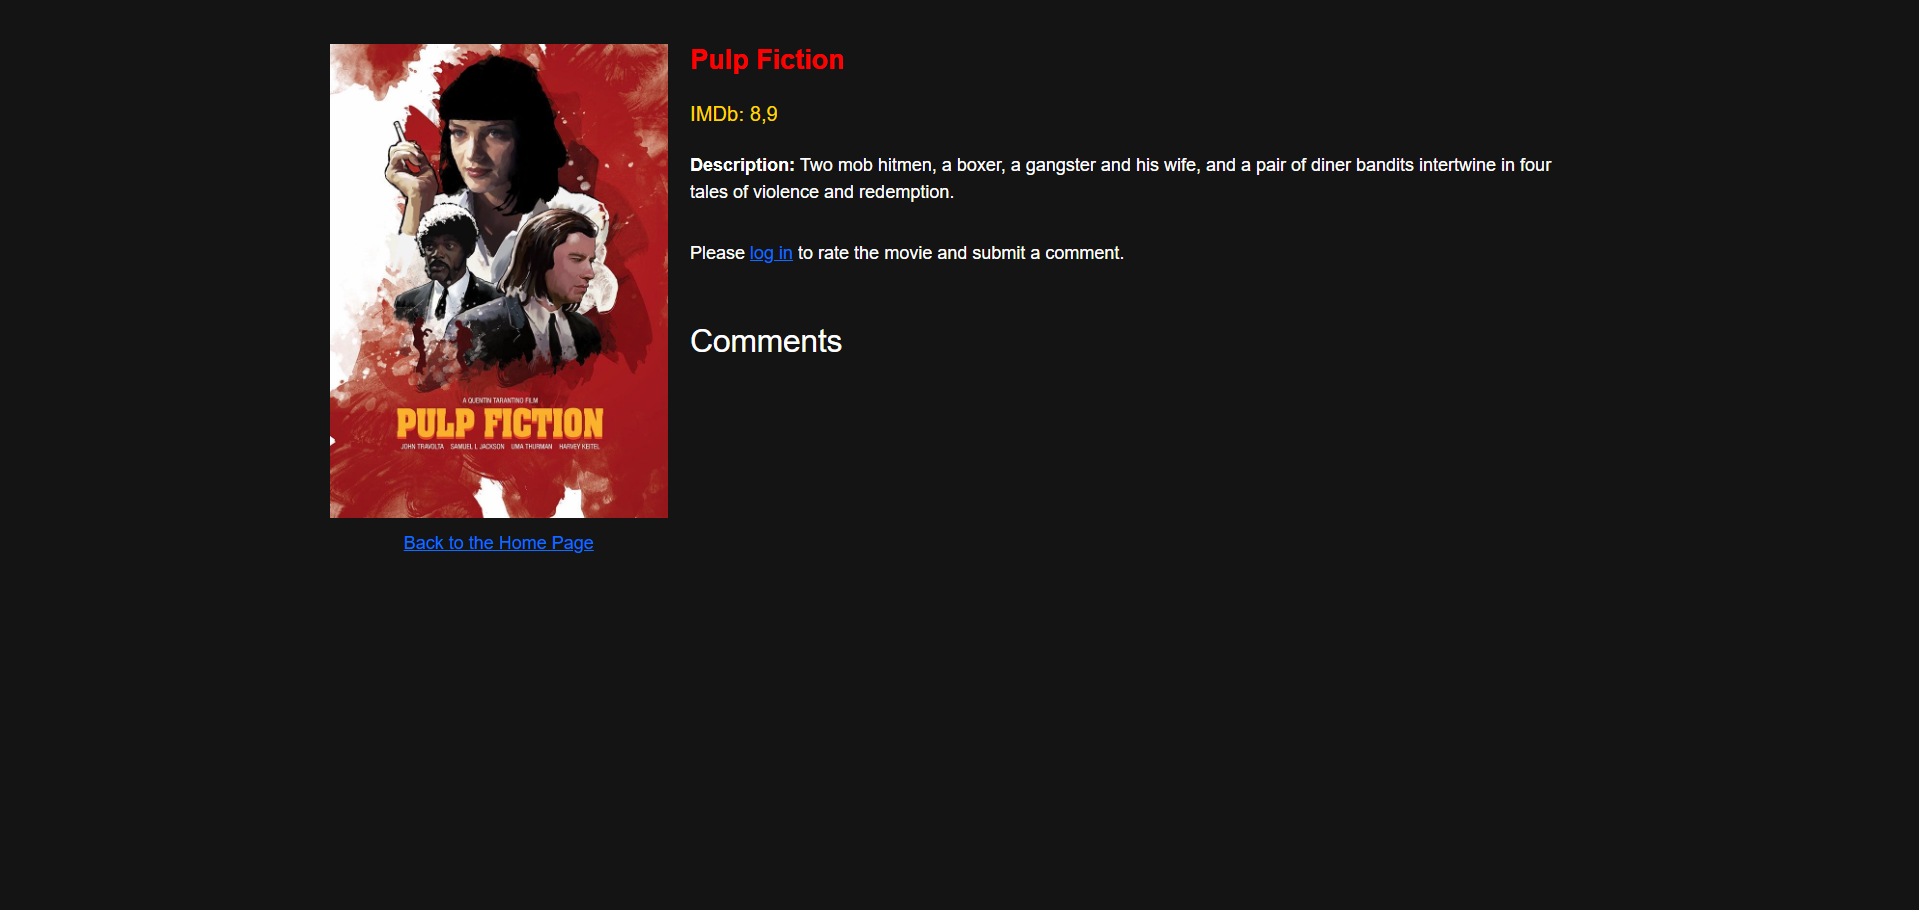 Pulp Fiction
IMDb: 8,9
Description: Two mob hitmen, a boxer, a gangster and his wife, and a pair of diner bandits intertwine in four
tales of violence and redemption.
Please log in to rate the movie and submit a comment.
Comments
A QUENTIN TARANTINO FILM
PULP FICTION
JOHN TRAVOLTA SAMUEL L JACKSON UMA THURMAN HARVEY KEITEL
Back to the Home Page